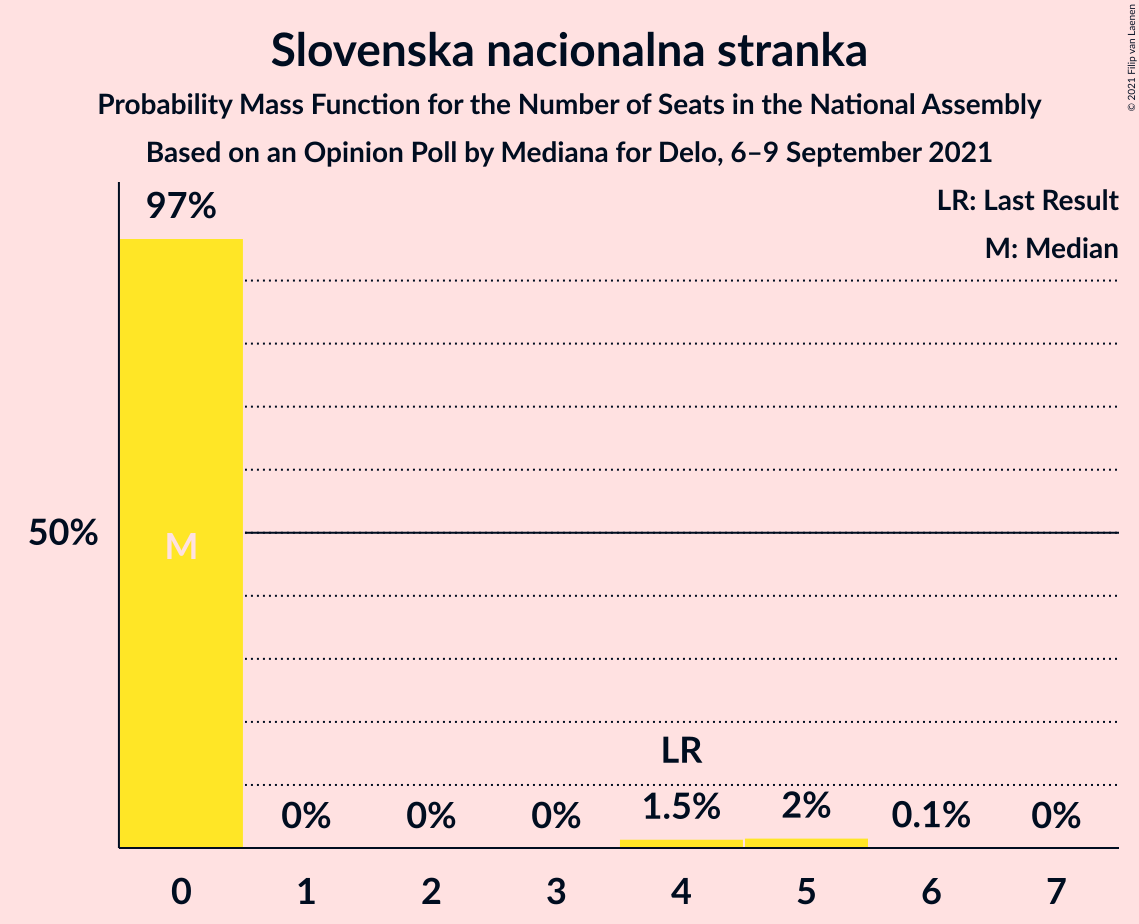 © 2021 Filip van Laenen
Slovenska nacionalna stranka
Probability Mass Function for the Number of Seats in the National Assembly
Based on an Opinion Poll by Mediana for Delo, 6–9 September 2021
LR: Last Result
M: Median
97%
50%
M
LR
0% 0% 0% 1.5% 2% 0.1% 0%
0 1 2 3 4 5 6 7